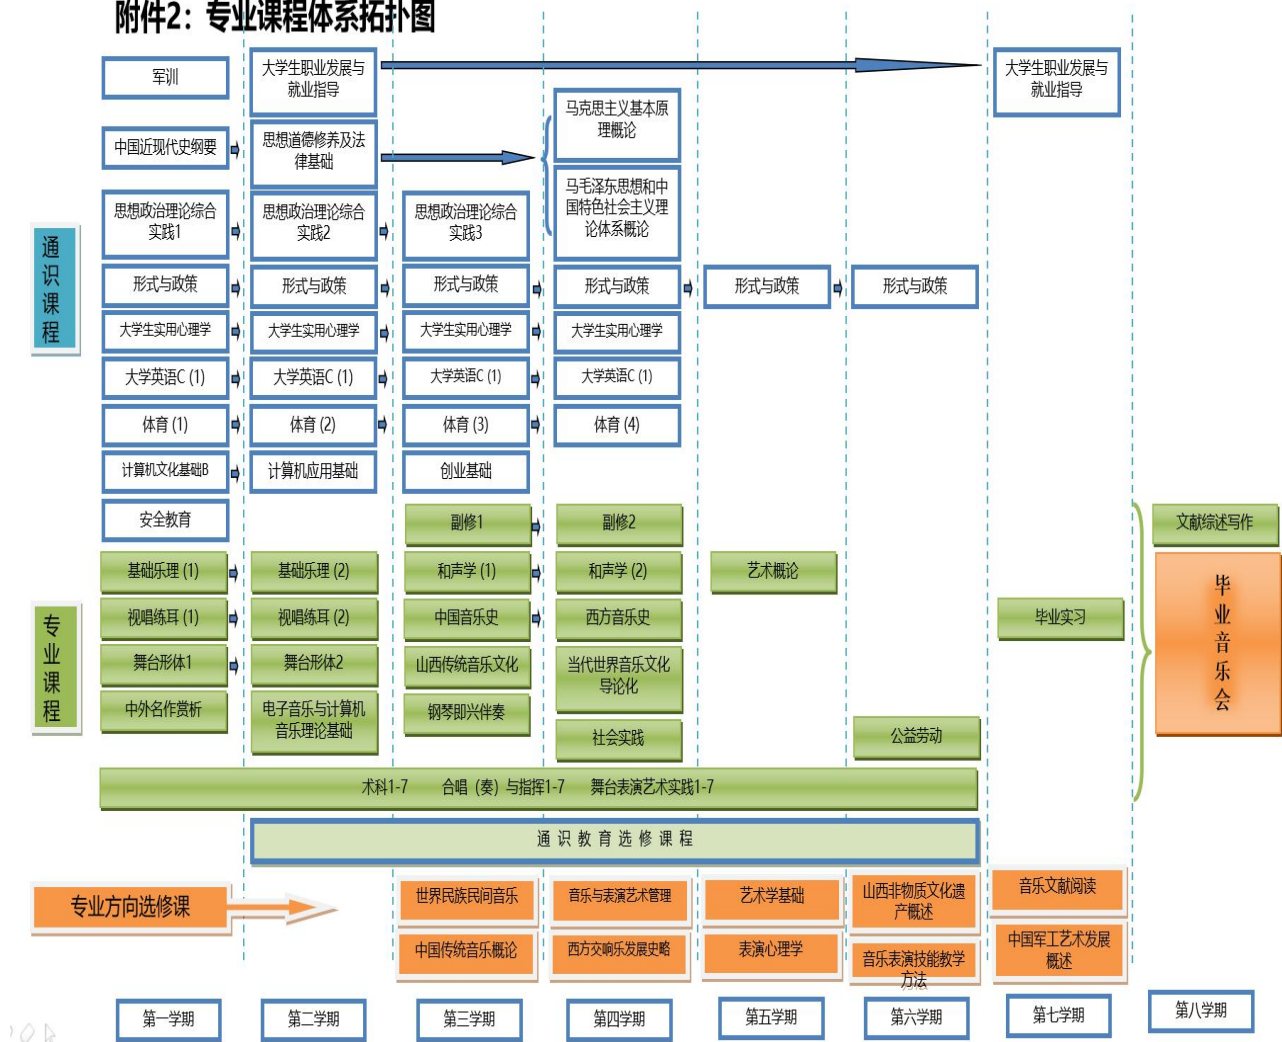 附件2：专业课程体系拓扑图
军训
大学生职业发展与
就业指导
大学生职业发展与
就业指导
中国近现代史纲要
思想道德修养及法
律基础
马克思主义基本原
理概论
马毛泽东思想和中
国特色社会主义理
论体系概论
通识课程
思想政治理论综合
实践1
思想政治理论综合
实践2
思想政治理论综合
实践3
形式与政策
形式与政策
形式与政策
形式与政策
形式与政策
形式与政策
大学生实用心理学
大学生实用心理学
大学生实用心理学
大学生实用心理学
大学英语C (1)
大学英语C (1)
大学英语C (1)
大学英语C (1)
体育 (1)
体育 (2)
体育 (3)
体育 (4)
计算机文化基础B
计算机应用基础
创业基础
安全教育
副修1
副修2
文献综述写作
专业课程
基础乐理 (1)
基础乐理 (2)
和声学 (1)
和声学 (2)
艺术概论
视唱练耳 (1)
视唱练耳 (2)
中国音乐史
西方音乐史
毕业实习
毕业音乐会
舞台形体1
舞台形体2
山西传统音乐文化
当代世界音乐文化
导论化
中外名作赏析
电子音乐与计算机
音乐理论基础
钢琴即兴伴奏
社会实践
公益劳动
术科1-7 合唱（奏）与指挥1-7 舞台表演艺术实践1-7
通识教育选修课程
专业方向选修课
世界民族民间音乐
音乐与表演艺术管理
艺术学基础
山西非物质文化遗
产概述
音乐文献阅读
中国传统音乐概论
西方交响乐发展史略
表演心理学
音乐表演技能教学
方法
中国军工艺术发展
概述
第一学期
第二学期
第三学期
第四学期
第五学期
第六学期
第七学期
第八学期